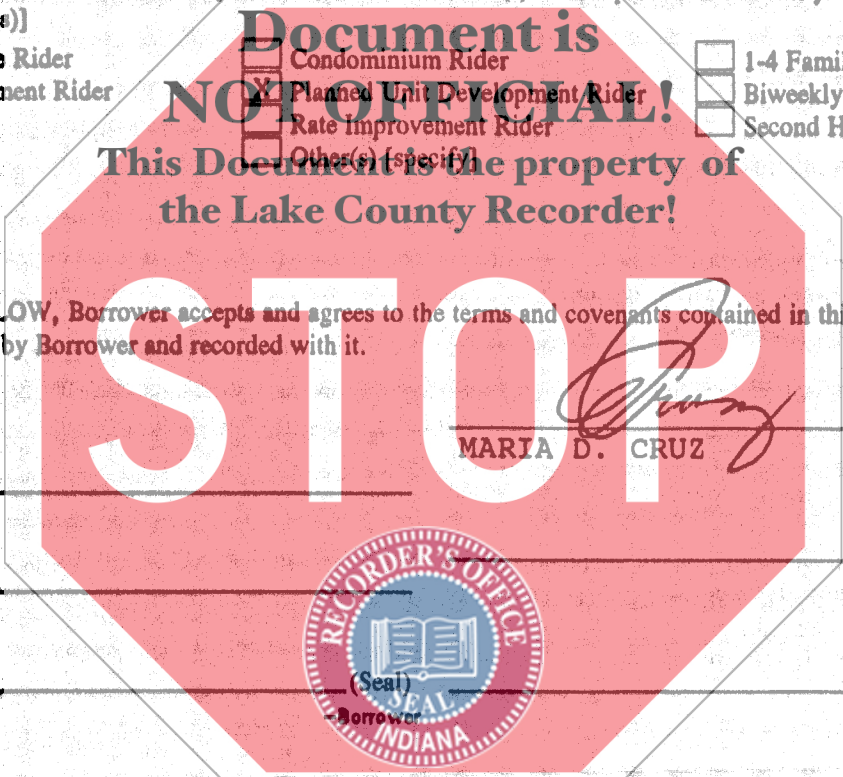 s)]
Document is
Rider
Condominium Rider
1-4 Famil
ment Rider
X Planned Unit Development Rider
Biweekly
NOT OFFICIAL!
Rate Improvement Rider
Second H
Other(s) [specify]
This Document is the property of
the Lake County Recorder!
OW, Borrower accepts and agrees to the terms and covenants contained in thi
by Borrower and recorded with it.
STOP
MARIA D. CRUZ
RECORDER'S OFFICE
(Seal)
SEAL
-Borrower
INDIANA